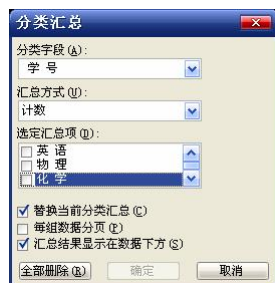 分类汇总
分类字段(A):
学号
汇总方式(U):
计数
选定汇总项(D):
英语
物理
化学
替换当前分类汇总(C)
每组数据分页(P)
汇总结果显示在数据下方(S)
全部删除(R) 确定 取消